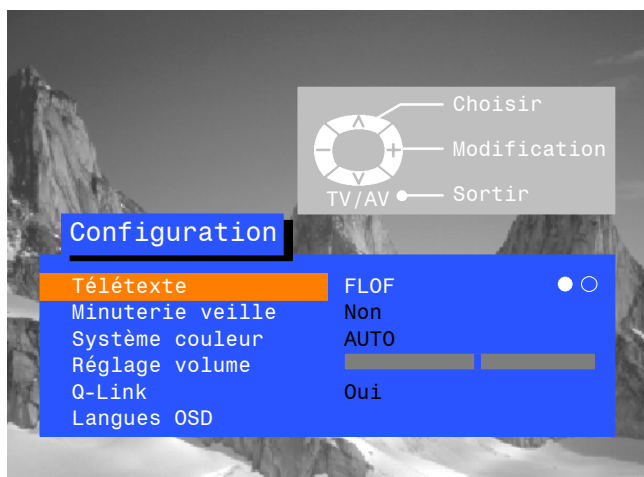 Choisir
Modification
TV/AV Sortir
Configuration
Télétexte FLOF
Minuterie veille Non
Système couleur AUTO
Réglage volume
Q-Link Oui
Langues OSD